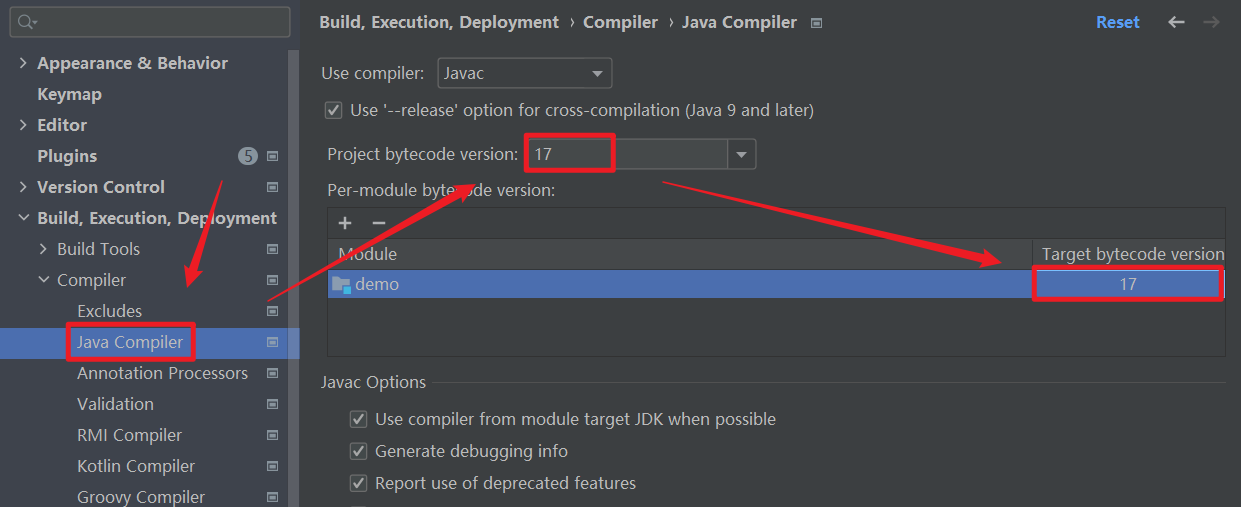 Appearance & Behavior
Keymap
Editor
Plugins 5
Version Control
Build, Execution, Deployment
Build Tools
Compiler
Excludes
Java Compiler
Annotation Processors
Validation
RMI Compiler
Kotlin Compiler
Groovy Compiler
Build, Execution, Deployment › Compiler › Java Compiler
Reset
Use compiler: Javac
Use '--release' option for cross-compilation (Java 9 and later)
Project bytecode version: 17
Per-module bytecode version:
Module Target bytecode version
demo 17
Javac Options
Use compiler from module target JDK when possible
Generate debugging info
Report use of deprecated features